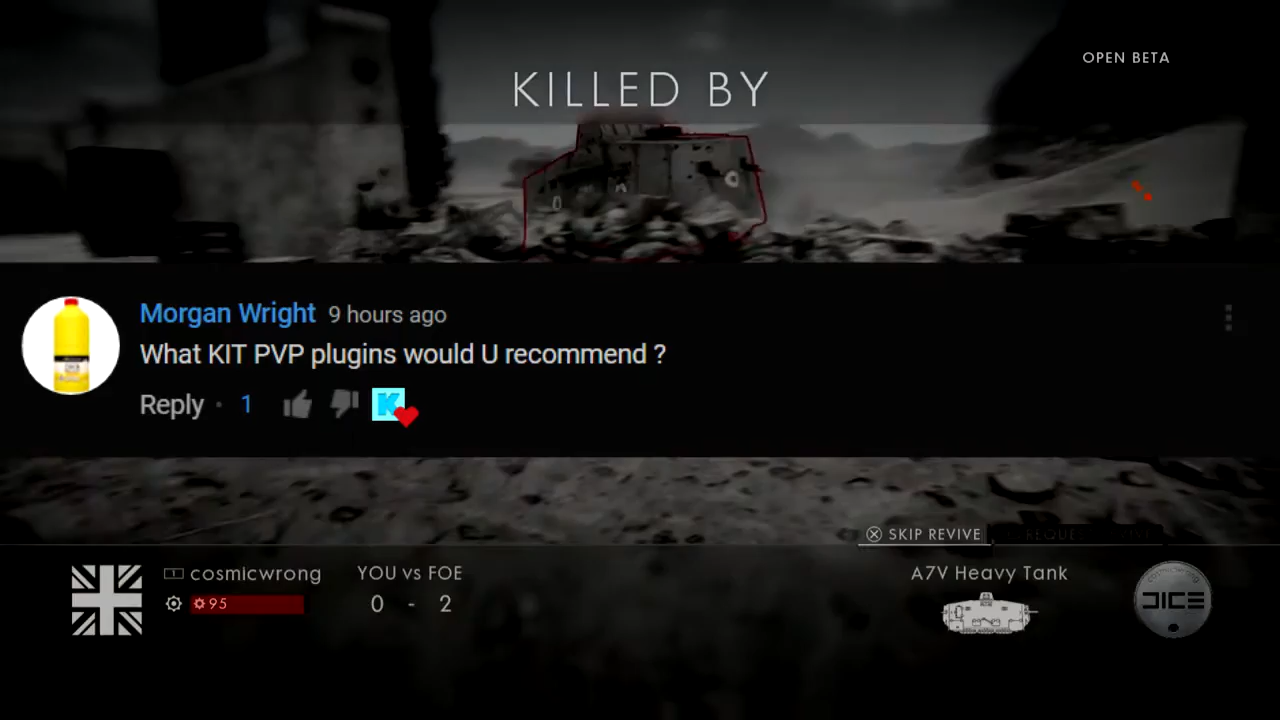 OPEN BETA
KILLED BY
Morgan Wright 9 hours ago
What KIT PVP plugins would U recommend ?
Reply · 1
K
SKIP REVIVE
cosmicwrong YOU vs FOE
95 0 - 2
A7V Heavy Tank
DICE